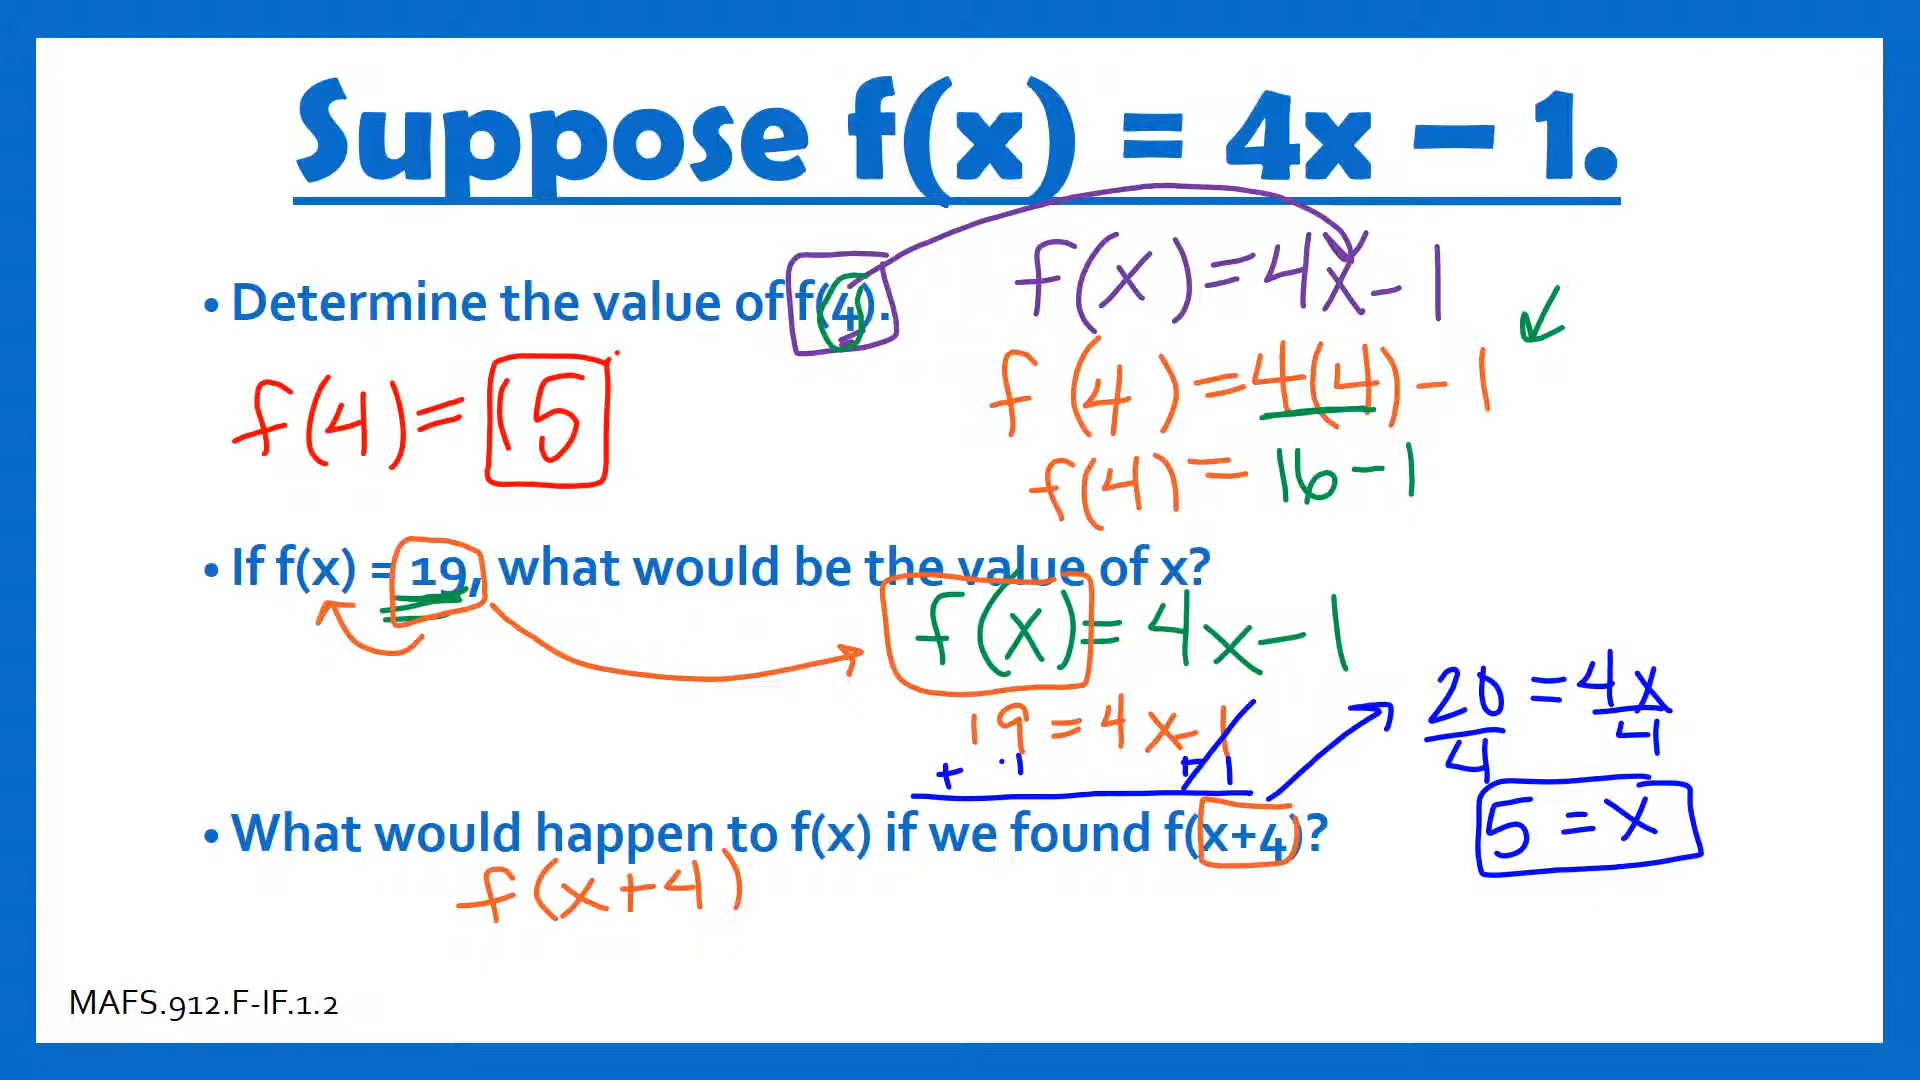 Suppose f(x) = 4x – 1.
• Determine the value of f(4).
f(x) = 4x - 1
f(4) = 4(4) - 1
f(4) = 15
f(4) = 16 - 1
• If f(x) = 19, what would be the value of x?
f(x) = 4x - 1
19 = 4x - 1
+ 1 + 1
20 = 4x
4 4
5 = x
• What would happen to f(x) if we found f(x+4)?
f(x+4)
MAFS.912.F-IF.1.2